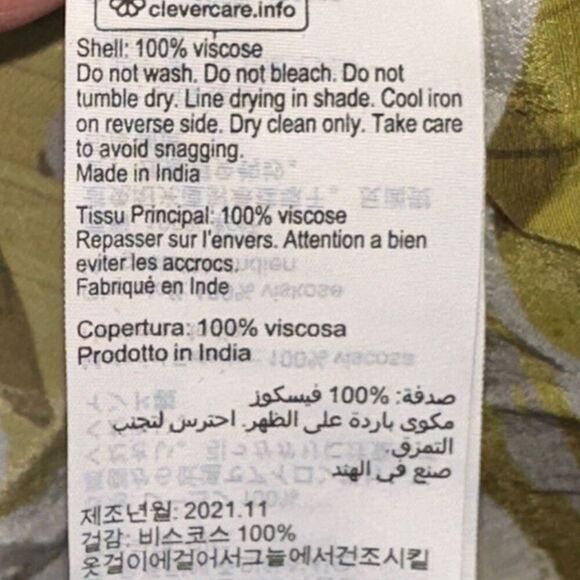 clevercare.info
Shell: 100% viscose
Do not wash. Do not bleach. Do not
tumble dry. Line drying in shade. Cool iron
on reverse side. Dry clean only. Take care
to avoid snagging.
Made in India
Tissu Principal: 100% viscose
Repasser sur l'envers. Attention a bien
eviter les accrocs.
Fabriqué en Inde
Copertura: 100% viscosa
Prodotto in India
صدفة: 100% فيسكوز
مكوى باردة على الظهر. احترس لتجنب
التمزق.
صنع في الهند
제조년월: 2021.11
겉감: 비스코스 100%
옷걸이에걸어서그늘에서건조시킬